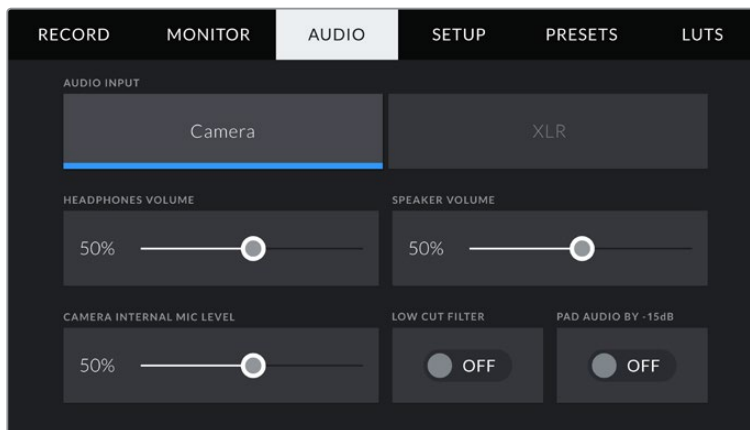 RECORD MONITOR AUDIO SETUP PRESETS LUTS
AUDIO INPUT
Camera XLR
HEADPHONES VOLUME SPEAKER VOLUME
50% 50%
CAMERA INTERNAL MIC LEVEL LOW CUT FILTER PAD AUDIO BY -15dB
50% OFF OFF